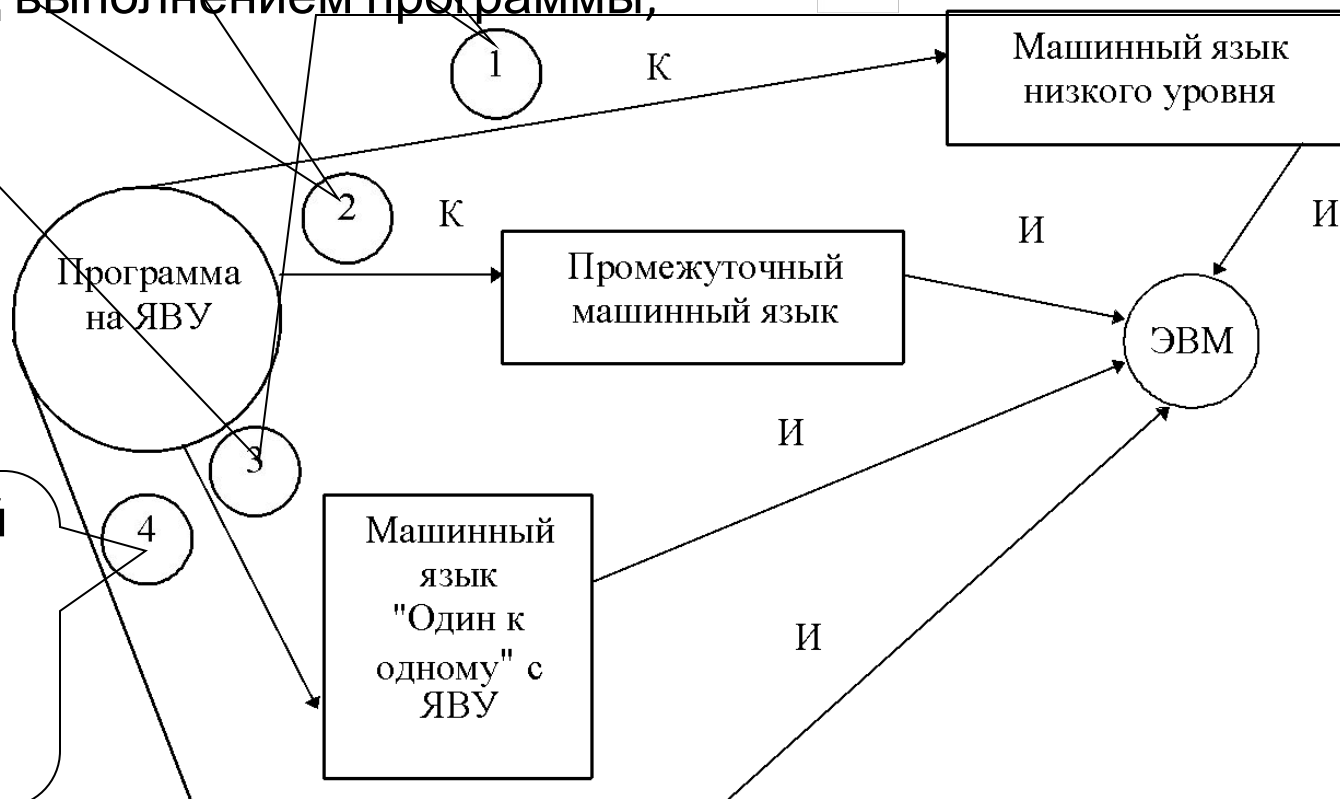 выполнением программы,
1
К
Машинный язык
низкого уровня
2
К
И
И
Программа
на ЯВУ
Промежуточный
машинный язык
ЭВМ
И
3
4
Машинный
язык
"Один к
одному" с
ЯВУ
И